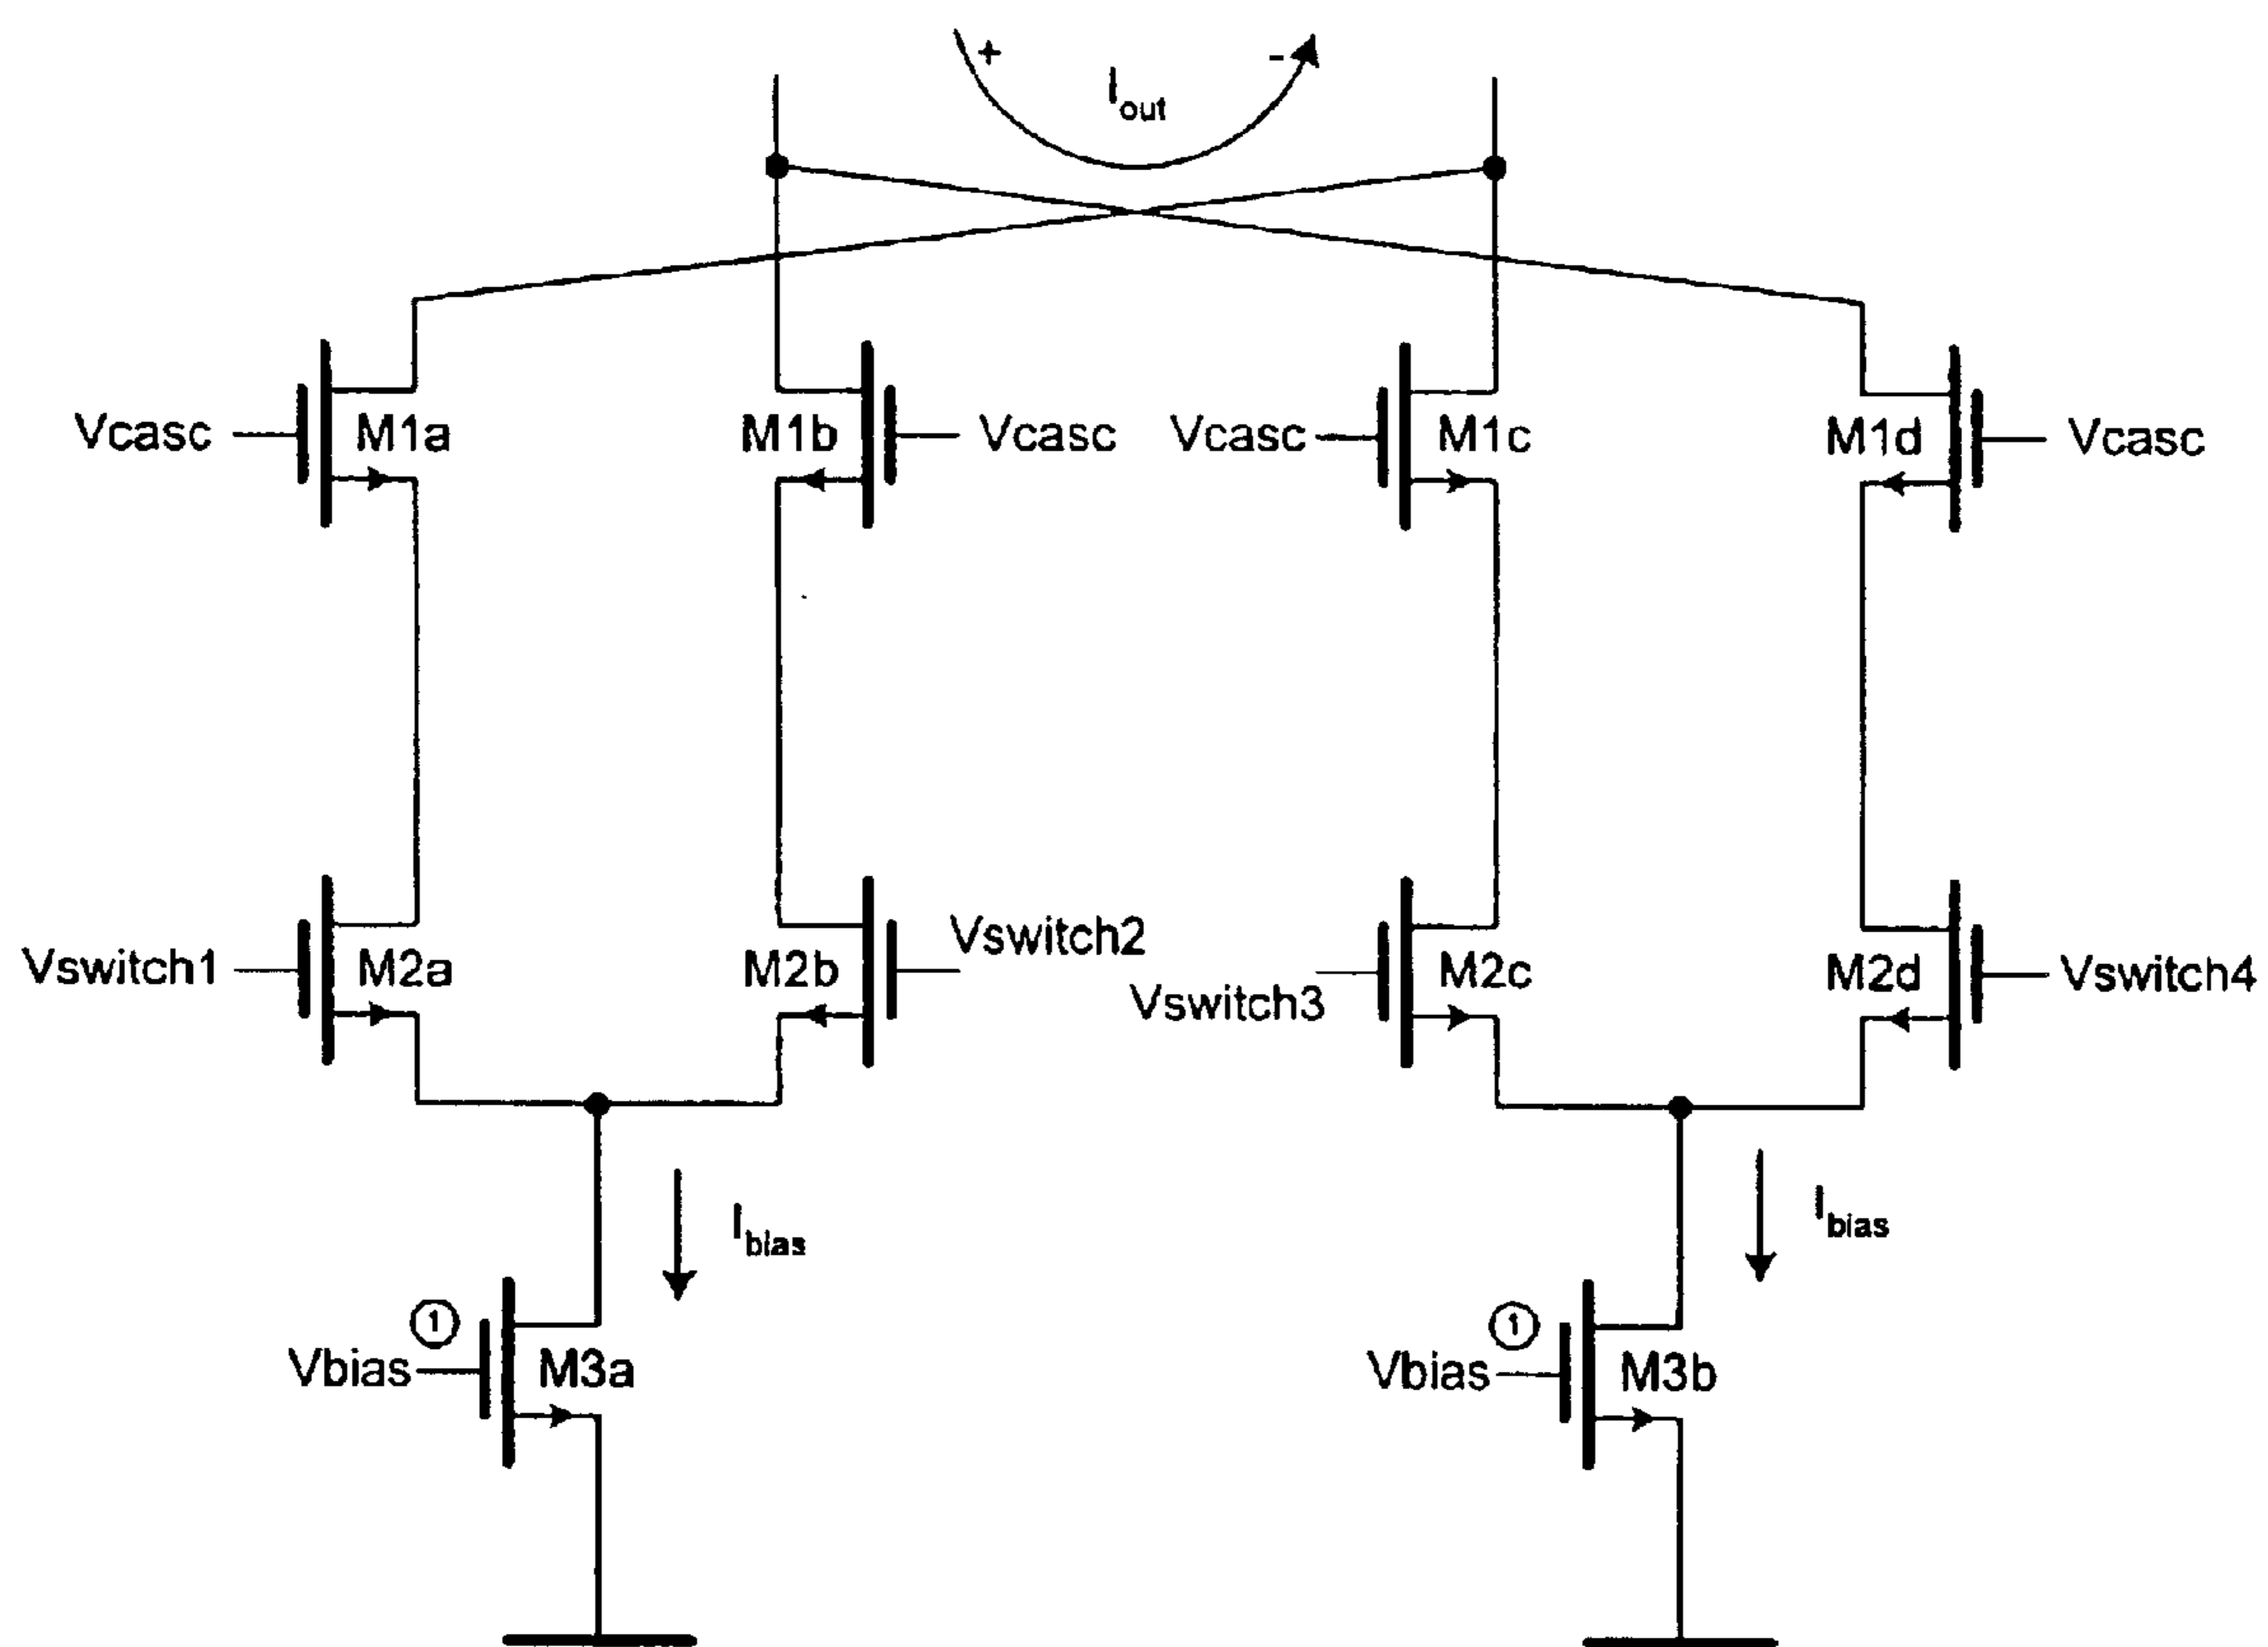 + -
Iout
Vcasc M1a M1b Vcasc Vcasc M1c M1d Vcasc
Vswitch1 M2a M2b Vswitch2 Vswitch3 M2c M2d Vswitch4
Ibias Ibias
1 1
Vbias M3a Vbias M3b